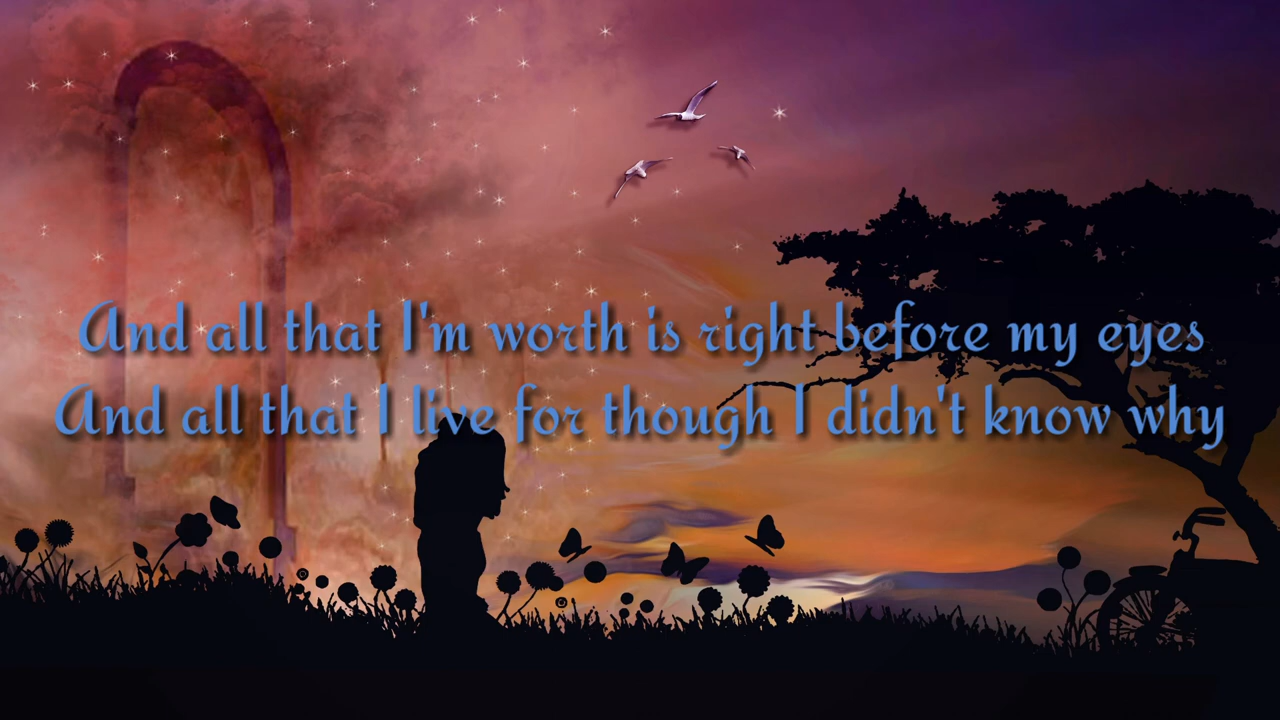 And all that I'm worth is right before my eyes
And all that I live for though I didn't know why